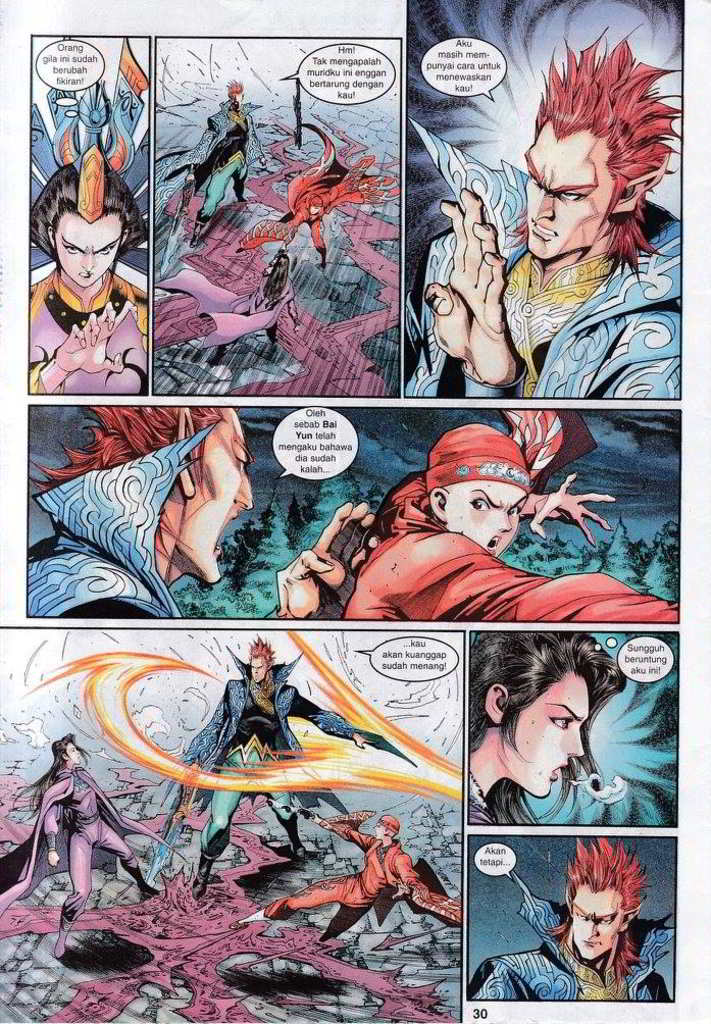 Orang
gila ini sudah
berubah
fikiran!
Hm!
Tak mengapalah
muridku ini enggan
bertarung dengan
kau!
Aku
masih mem-
punyai cara untuk
menewaskan
kau!
Oleh
sebab Bai
Yun telah
mengaku bahawa
dia sudah
kalah...
...kau
akan kuanggap
sudah menang!
Sungguh
beruntung
aku ini!
Akan
tetapi...
30